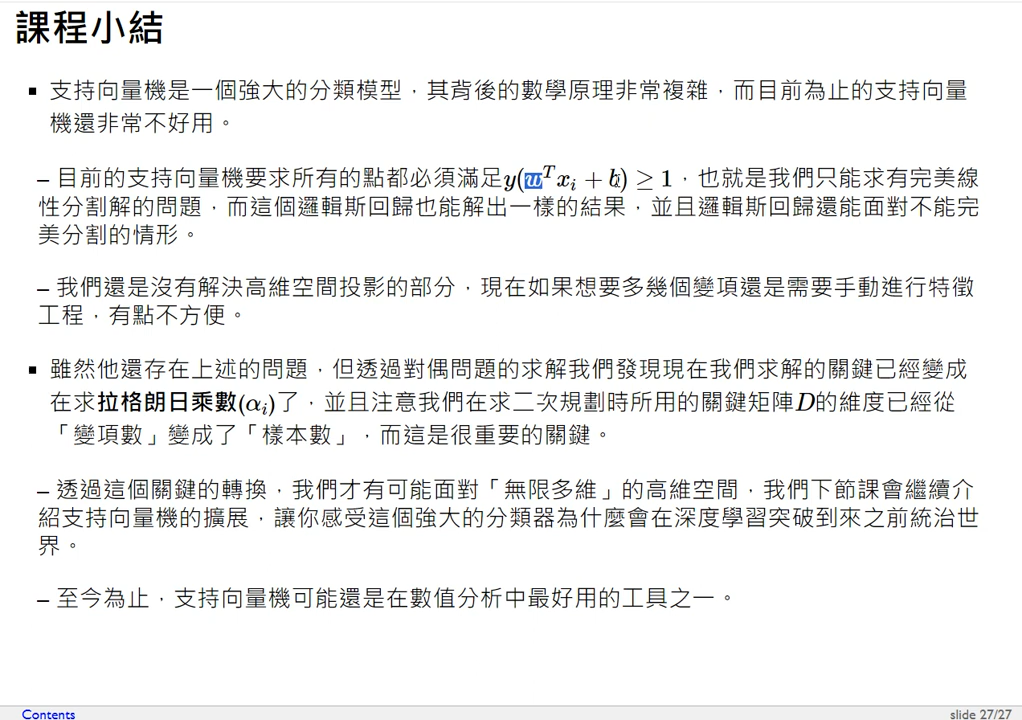 課程小結
▪ 支持向量機是一個強大的分類模型，其背後的數學原理非常複雜，而目前為止的支持向量
機還非常不好用。
– 目前的支持向量機要求所有的點都必須滿足y(w^T x_i + b) ≥ 1，也就是我們只能求有完美線
性分割解的問題，而這個邏輯斯回歸也能解出一樣的結果，並且邏輯斯回歸還能面對不能完
美分割的情形。
– 我們還是沒有解決高維空間投影的部分，現在如果想要多幾個變項還是需要手動進行特徵
工程，有點不方便。
▪ 雖然他還存在上述的問題，但透過對偶問題的求解我們發現現在我們求解的關鍵已經變成
在求拉格朗日乘數(α_i)了，並且注意我們在求二次規劃時所用的關鍵矩陣D的維度已經從
「變項數」變成了「樣本數」，而這是很重要的關鍵。
– 透過這個關鍵的轉換，我們才有可能面對「無限多維」的高維空間，我們下節課會繼續介
紹支持向量機的擴展，讓你感受這個強大的分類器為什麼會在深度學習突破到來之前統治世
界。
– 至今為止，支持向量機可能還是在數值分析中最好用的工具之一。
Contents
slide 27/27